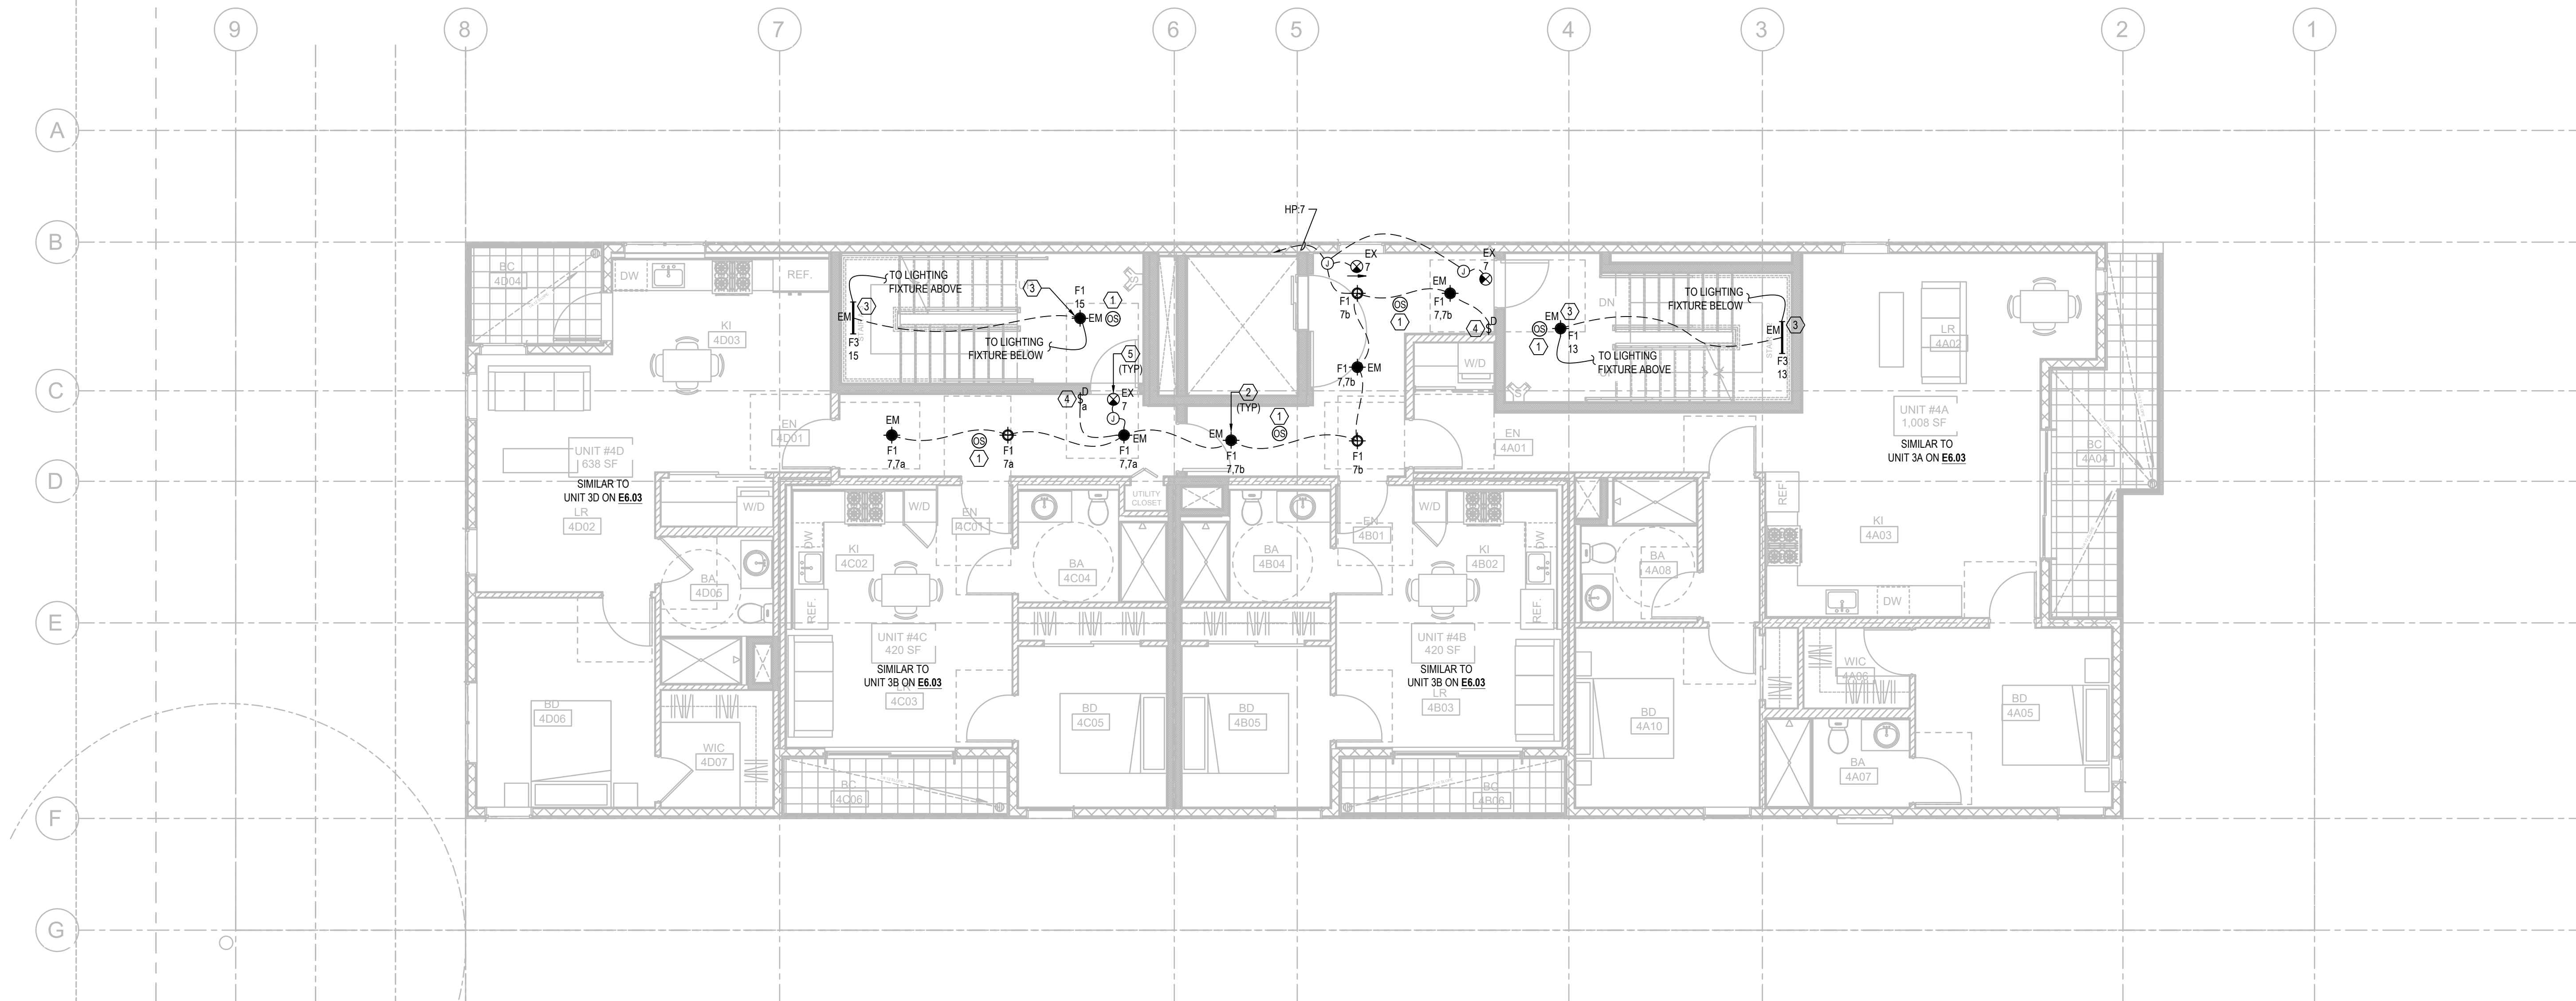 9
8
7
6
5
4
3
2
1
A
B
C
D
E
F
G
HP:7
BC
4D04
DW
REF.
KI
4D03
TO LIGHTING
FIXTURE ABOVE
3
EM
F3
15
3
F1
15
1
EM
OS
TO LIGHTING
FIXTURE BELOW
5
(TYP)
4
D
$
a
EX
7
J
J
EX
7
F1
7b
OS
1
EM
F1
7,7b
J
EX
7
4
D
$
F1
7,7b
EM
W/D
OS
1
EM
3
F1
13
TO LIGHTING
FIXTURE ABOVE
DN
TO LIGHTING
FIXTURE BELOW
EM
3
F3
13
LR
4A02
UNIT #4A
1,008 SF
SIMILAR TO
UNIT 3A ON E6.03
BC
4A04
EN
4D01
EM
F1
7,7a
OS
1
F1
7a
EM
F1
7,7a
2
(TYP)
EM
F1
7,7b
1
OS
F1
7b
EN
4A01
UNIT #4D
638 SF
SIMILAR TO
UNIT 3D ON E6.03
LR
4D02
W/D
W/D
EN
4C01
UTILITY
CLOSET
EN
4B01
W/D
REF.
KI
4A03
DW
KI
4C02
REF.
BA
4C04
BA
4B04
KI
4B02
DW
REF.
BA
4A08
DW
BA
4D05
UNIT #4C
420 SF
SIMILAR TO
UNIT 3B ON E6.03
LR
4C03
UNIT #4B
420 SF
SIMILAR TO
UNIT 3B ON E6.03
LR
4B03
BD
4D06
WIC
4D07
BD
4C05
BD
4B05
BD
4A10
WIC
4A06
BD
4A05
BA
4A07
BC
4C06
BC
4B06